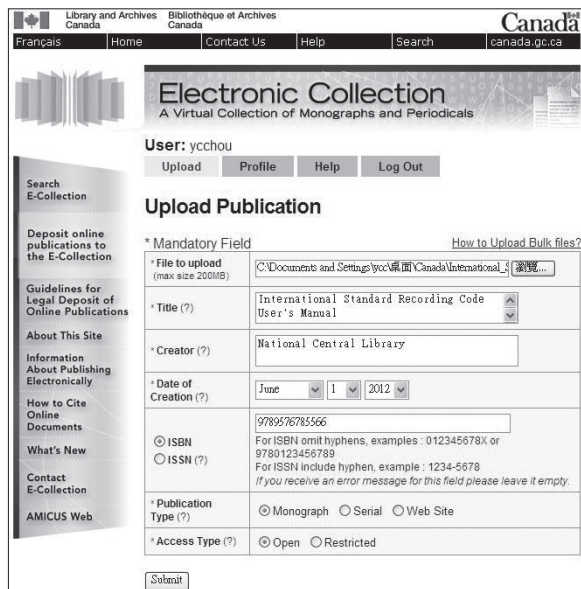 Library and Archives Canada
Bibliothèque et Archives Canada
Canada
Français Home Contact Us Help Search canada.gc.ca
Electronic Collection
A Virtual Collection of Monographs and Periodicals
User: ycchou
Upload Profile Help Log Out
Search
E-Collection
Deposit online
publications to
the E-Collection
Guidelines for
Legal Deposit of
Online Publications
About This Site
Information
About Publishing
Electronically
How to Cite
Online
Documents
What's New
Contact
E-Collection
AMICUS Web
Upload Publication
* Mandatory Field How to Upload Bulk files?
* File to upload
(max size 200MB)
C:\Documents and Settings\ycc\桌面\Canada\International_S 瀏覽...
* Title (?)
International Standard Recording Code
User's Manual
* Creator (?) National Central Library
* Date of
Creation (?)
June 1 2012
ISBN
ISSN (?)
9789576785566
For ISBN omit hyphens, examples : 012345678X or
9780123456789
For ISSN include hyphen, example : 1234-5678
If you receive an error message for this field please leave it empty.
* Publication
Type (?)
Monograph Serial Web Site
* Access Type (?) Open Restricted
Submit